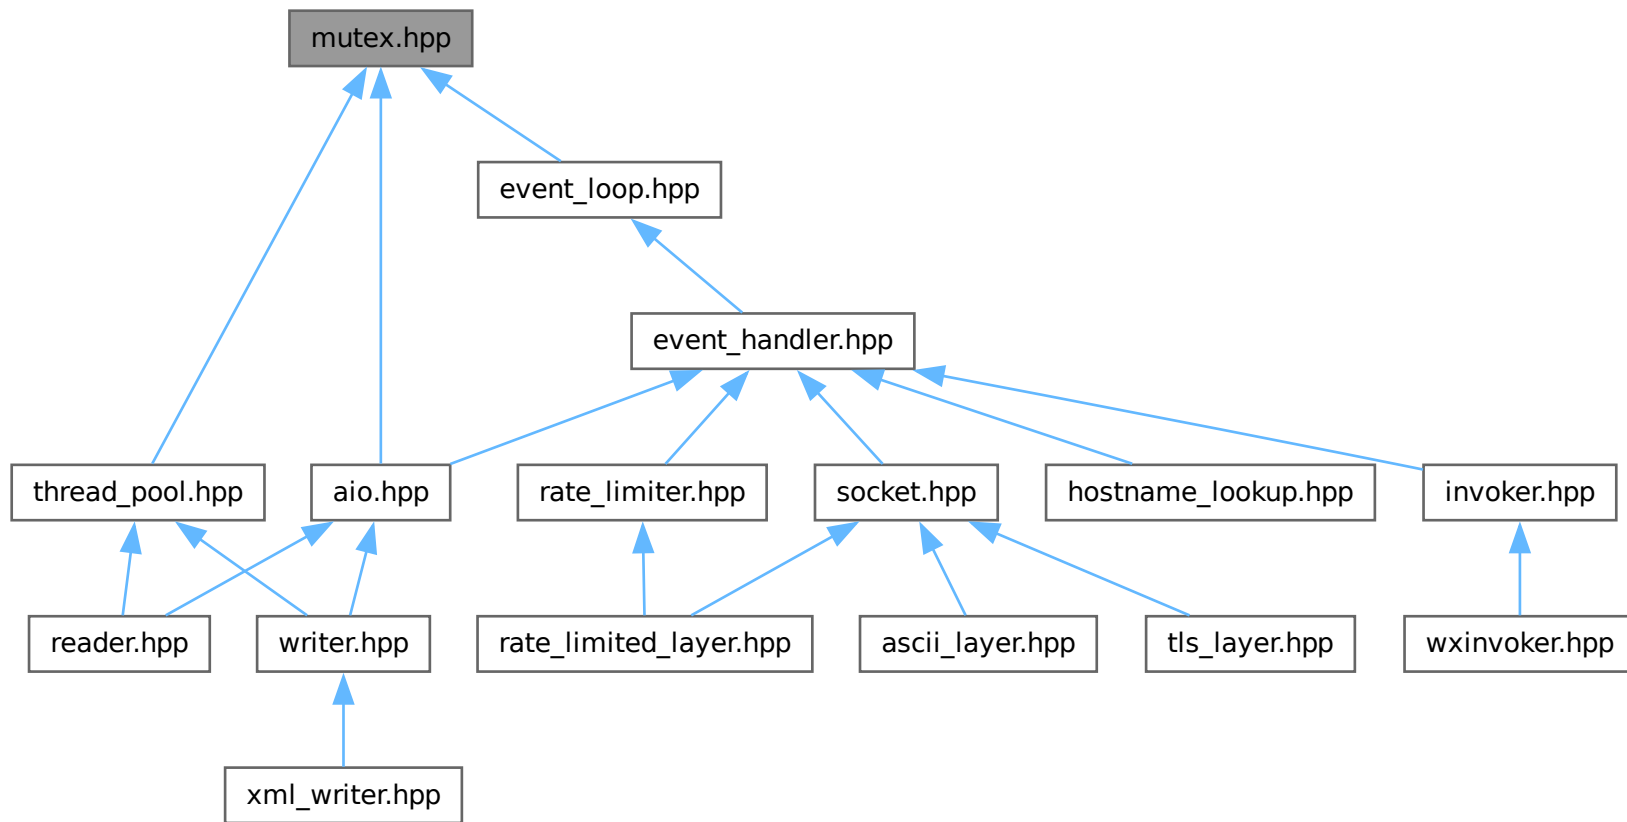 mutex.hpp
event_loop.hpp
event_handler.hpp
thread_pool.hpp
aio.hpp
rate_limiter.hpp
socket.hpp
hostname_lookup.hpp
invoker.hpp
reader.hpp
writer.hpp
rate_limited_layer.hpp
ascii_layer.hpp
tls_layer.hpp
wxinvoker.hpp
xml_writer.hpp